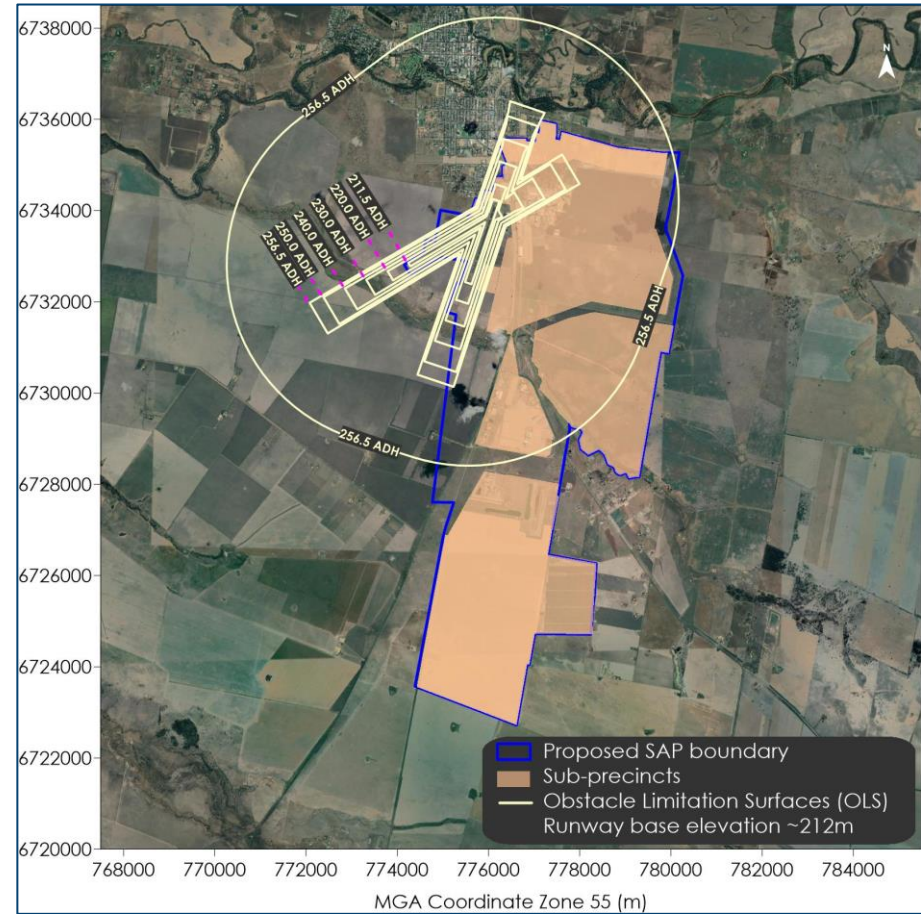 6738000
6736000
6734000
6732000
6730000
6728000
6726000
6724000
6722000
6720000
N
256.5 ADH
211.5 ADH
220.0 ADH
230.0 ADH
240.0 ADH
250.0 ADH
256.5 ADH
256.5 ADH
256.5 ADH
Proposed SAP boundary
Sub-precincts
Obstacle Limitation Surfaces (OLS)
Runway base elevation ~212m
768000 770000 772000 774000 776000 778000 780000 782000 784000
MGA Coordinate Zone 55 (m)